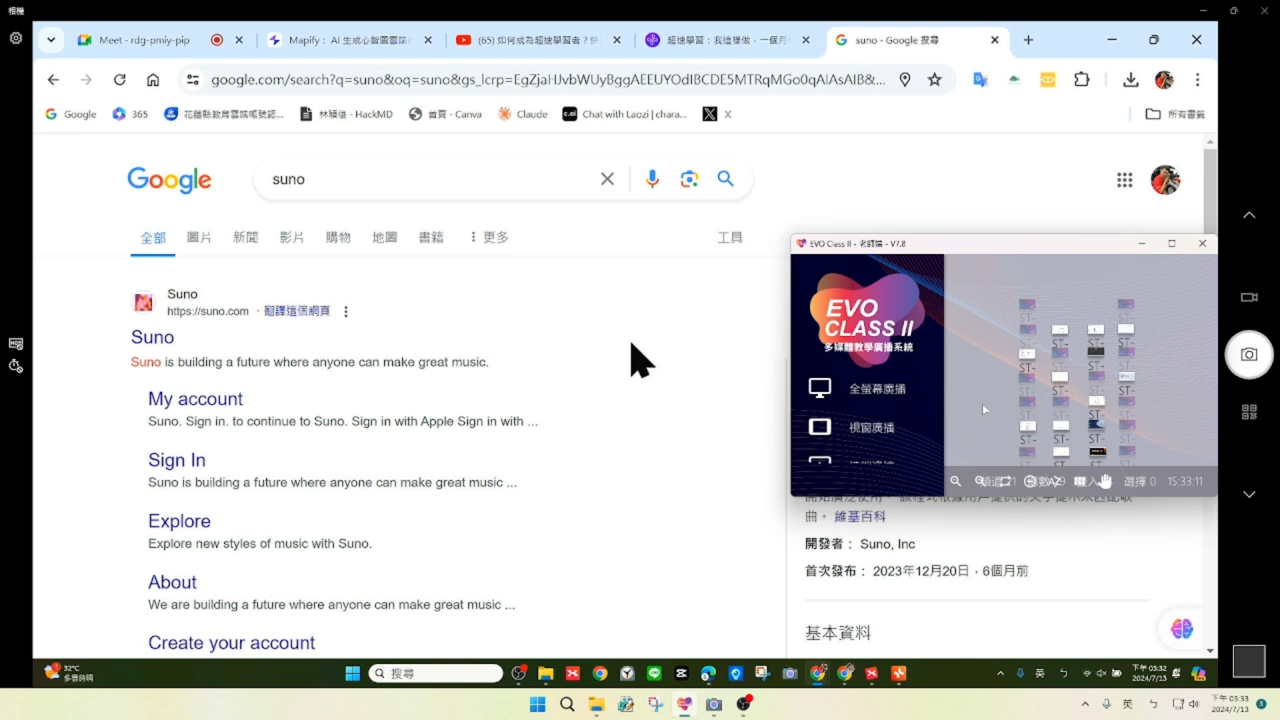 相機
Meet - rdg-pmiy-pip
Mapify：AI 生成心智圖雲端
(65) 如何成為超速學習者？快
超速學習：我這樣做，一個月
suno - Google 搜尋
google.com/search?q=suno&oq=suno&gs_lcrp=EgZjaHJvbWUyBggAEEUYOdIBCDE5MTRqMGo0qAIAsAIB&...
Google
365
花蓮縣教育雲端帳號認...
林穎俊 - HackMD
首頁 - Canva
Claude
Chat with Laozi | chara...
X
所有書籤
Google
suno
全部
圖片
新聞
影片
購物
地圖
書籍
更多
工具
Suno
https://suno.com · 翻譯這個網頁
Suno
Suno is building a future where anyone can make great music.
My account
Suno. Sign in. to continue to Suno. Sign in with Apple Sign in with ...
Sign In
Suno is building a future where anyone can make great music ...
Explore
Explore new styles of music with Suno.
About
We are building a future where anyone can make great music ...
Create your account
EVO Class II - 老師端 - V7.8
EVO
CLASS II
多媒體教學廣播系統
全螢幕廣播
視窗廣播
選擇 0
15:33:11
曲。 維基百科
開發者： Suno, Inc
首次發布： 2023年12月20日，6個月前
基本資料
32°C
多雲時晴
搜尋
英
下午 03:32
2024/7/13
英
下午 03:33
2024/7/13